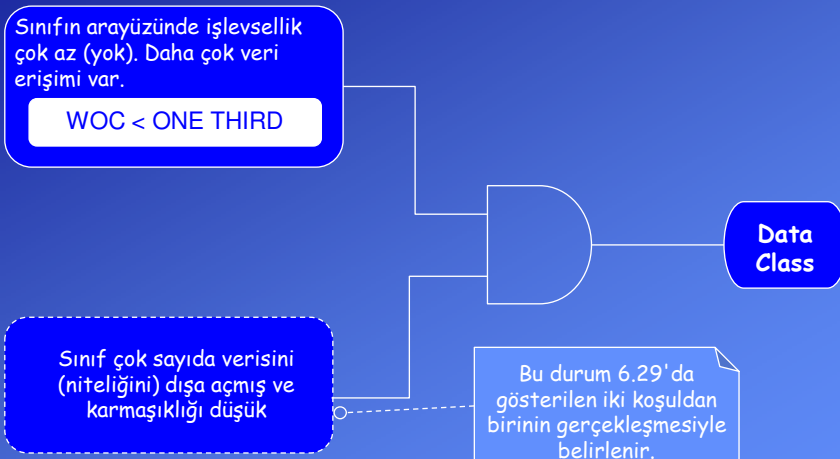 Sınıfın arayüzünde işlevsellik
çok az (yok). Daha çok veri
erişimi var.
WOC < ONE THIRD
Data
Class
Sınıf çok sayıda verisini
(niteliğini) dışa açmış ve
karmaşıklığı düşük
Bu durum 6.29'da
gösterilen iki koşuldan
birinin gerçekleşmesiyle
belirlenir.